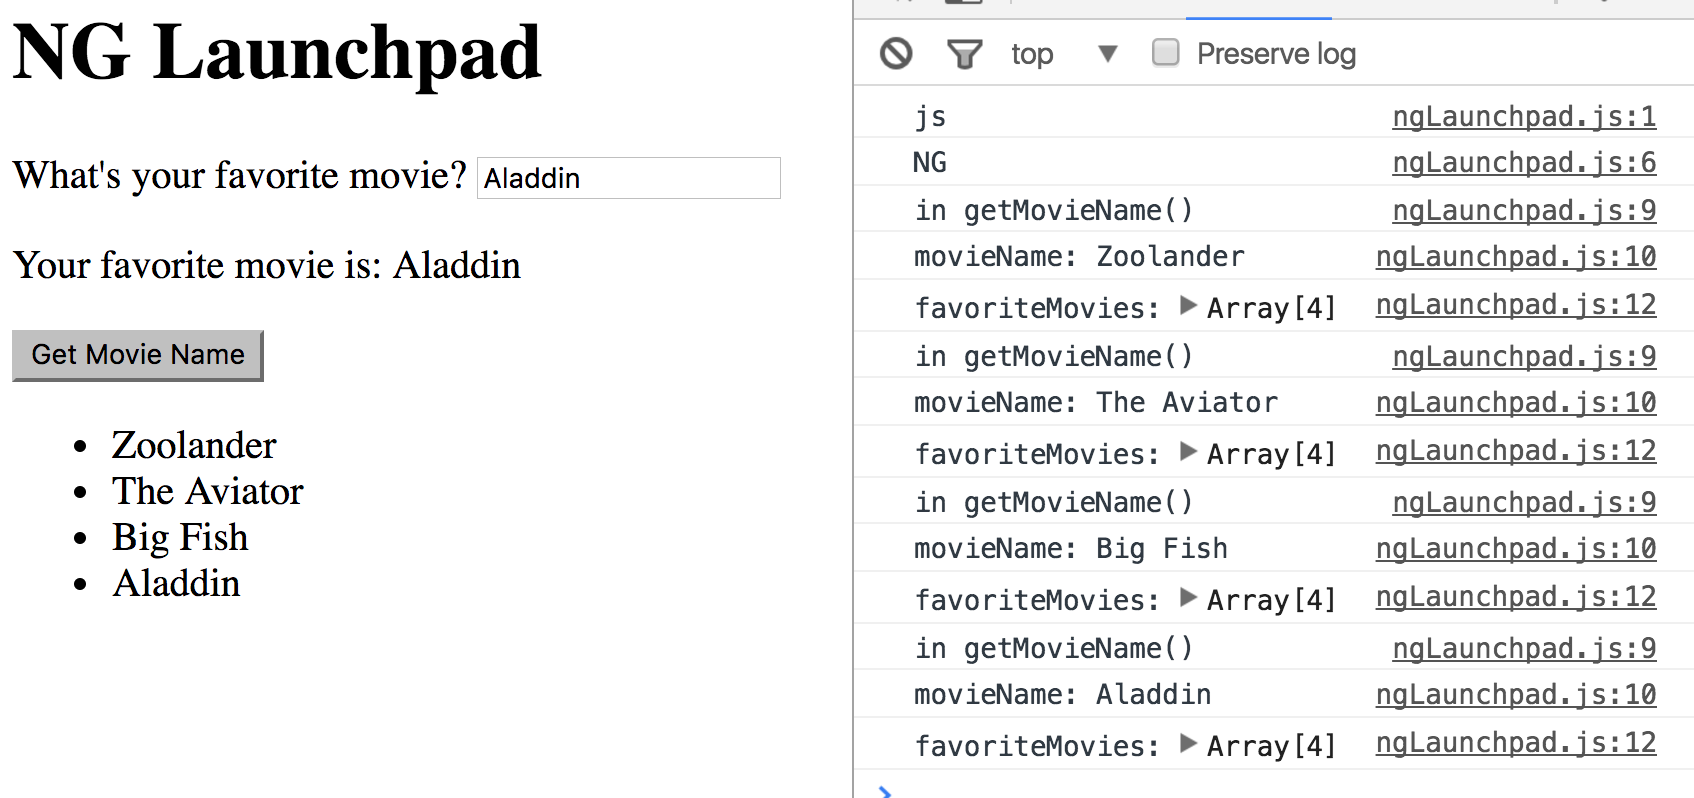 NG Launchpad
What's your favorite movie? Aladdin
Your favorite movie is: Aladdin
Get Movie Name
• Zoolander
• The Aviator
• Big Fish
• Aladdin
top ▼ Preserve log
js ngLaunchpad.js:1
NG ngLaunchpad.js:6
in getMovieName() ngLaunchpad.js:9
movieName: Zoolander ngLaunchpad.js:10
favoriteMovies: ▶ Array[4] ngLaunchpad.js:12
in getMovieName() ngLaunchpad.js:9
movieName: The Aviator ngLaunchpad.js:10
favoriteMovies: ▶ Array[4] ngLaunchpad.js:12
in getMovieName() ngLaunchpad.js:9
movieName: Big Fish ngLaunchpad.js:10
favoriteMovies: ▶ Array[4] ngLaunchpad.js:12
in getMovieName() ngLaunchpad.js:9
movieName: Aladdin ngLaunchpad.js:10
favoriteMovies: ▶ Array[4] ngLaunchpad.js:12